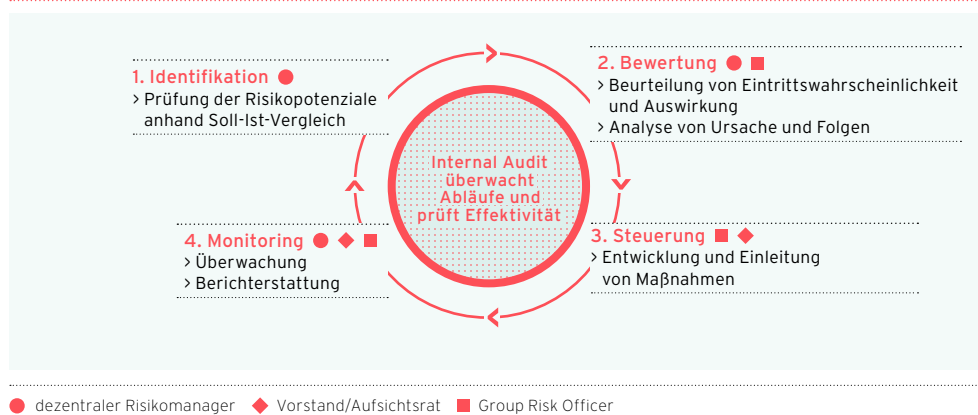 1. Identifikation
> Prüfung der Risikopotenziale
anhand Soll-Ist-Vergleich
2. Bewertung
> Beurteilung von Eintrittswahrscheinlichkeit
und Auswirkung
> Analyse von Ursache und Folgen
Internal Audit
überwacht
Abläufe und
prüft Effektivität
3. Steuerung
> Entwicklung und Einleitung
von Maßnahmen
4. Monitoring
> Überwachung
> Berichterstattung
dezentraler Risikomanager Vorstand/Aufsichtsrat Group Risk Officer